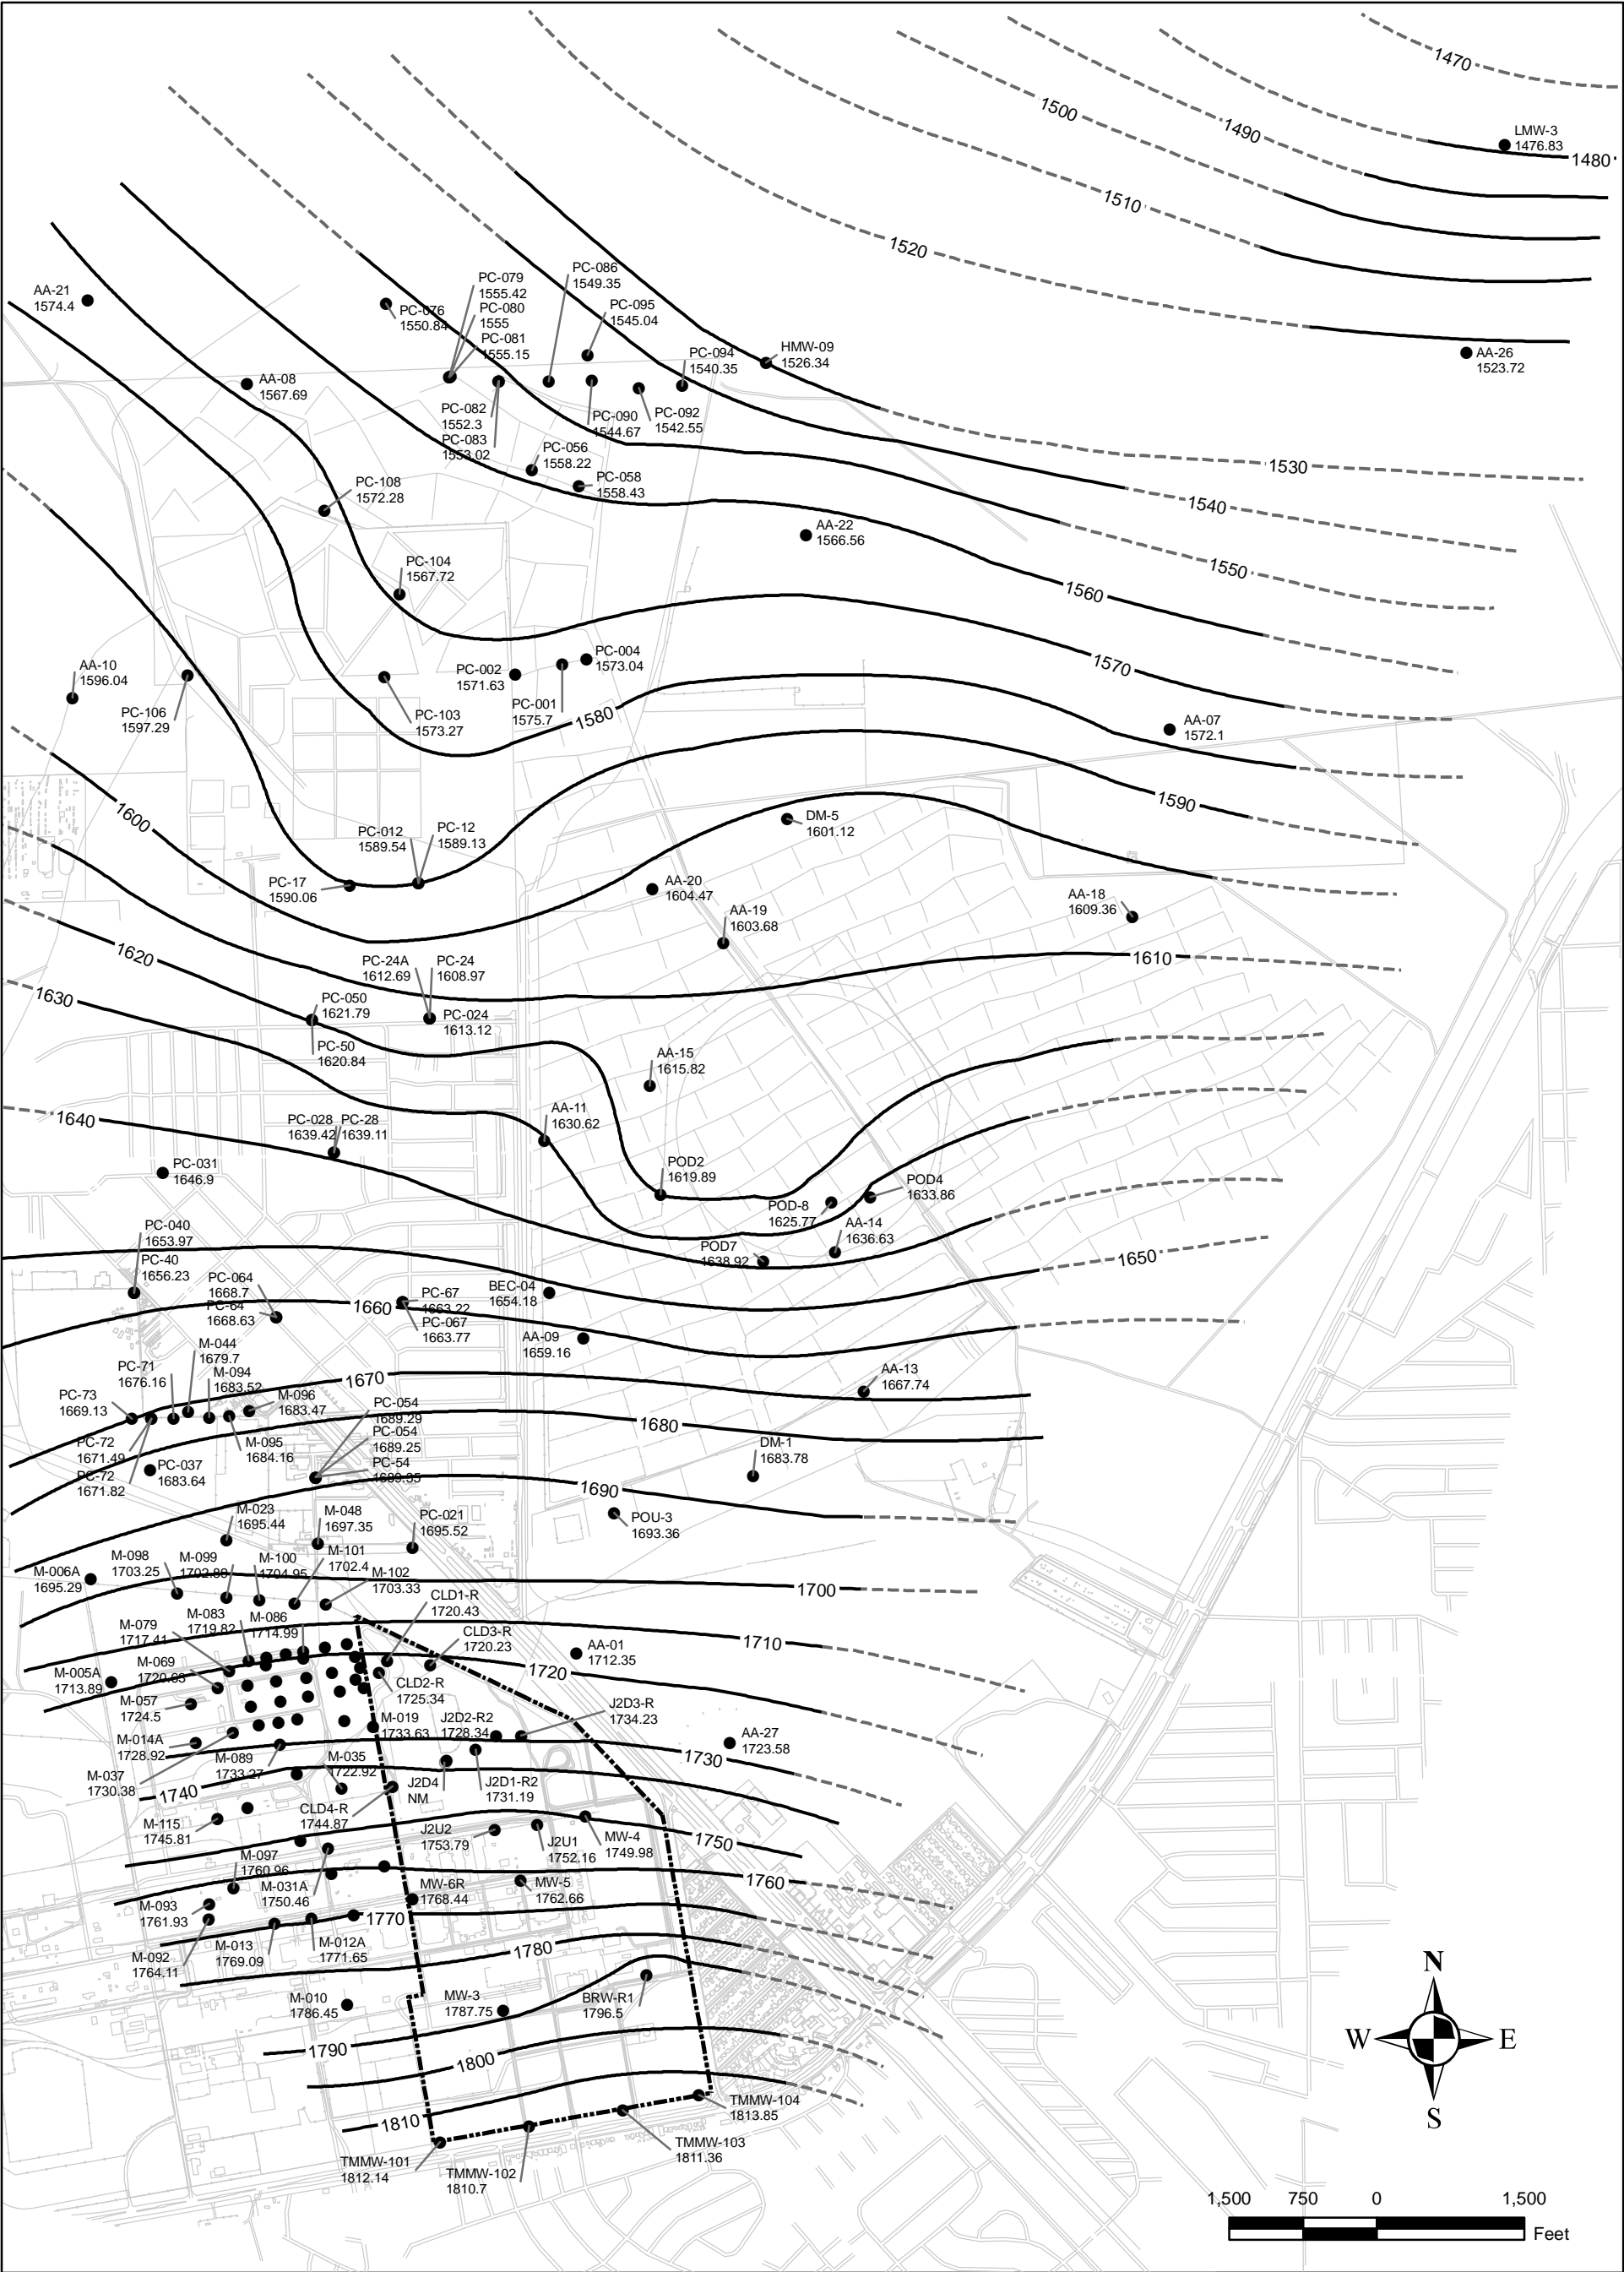 1470
1500
1490
LMW-3
1476.83
1480
1510
1520
PC-086
1549.35
PC-079
1555.42
PC-080
1555
PC-081
1555.15
AA-21
1574.4
PC-076
1550.84
PC-095
1545.04
PC-094
1540.35
HMW-09
1526.34
AA-26
1523.72
AA-08
1567.69
PC-082
1552.3
PC-083
1553.02
PC-090
1544.67
PC-092
1542.55
PC-056
1558.22
1530
PC-058
1558.43
PC-108
1572.28
1540
AA-22
1566.56
PC-104
1567.72
1550
1560
AA-10
1596.04
PC-002
1571.63
PC-004
1573.04
1570
PC-106
1597.29
PC-103
1573.27
PC-001
1575.7
1580
AA-07
1572.1
1590
1600
PC-012
1589.54
PC-12
1589.13
DM-5
1601.12
PC-17
1590.06
AA-20
1604.47
AA-18
1609.36
AA-19
1603.68
1620
PC-24A
1612.69
PC-24
1608.97
1610
1630
PC-050
1621.79
PC-024
1613.12
PC-50
1620.84
AA-15
1615.82
1640
PC-028
1639.42
PC-28
1639.11
AA-11
1630.62
PC-031
1646.9
POD2
1619.89
POD4
1633.86
POD-8
1625.77
PC-040
1653.97
AA-14
1636.63
PC-40
1656.23
POD7
1638.92
1650
PC-064
1668.7
PC-64
1668.63
1660
PC-67
1663.22
PC-067
1663.77
BEC-04
1654.18
AA-09
1659.16
M-044
1679.7
PC-71
1676.16
M-094
1683.52
1670
AA-13
1667.74
PC-73
1669.13
M-096
1683.47
PC-054
1689.29
1680
PC-72
1671.49
M-095
1684.16
PC-054
1689.25
DM-1
1683.78
PC-72
1671.82
PC-037
1683.64
PC-54
1689.35
1690
M-023
1695.44
M-048
1697.35
PC-021
1695.52
POU-3
1693.36
M-006A
1695.29
M-098
1703.25
M-099
1702.89
M-100
1704.95
M-101
1702.4
M-102
1703.33
1700
CLD1-R
1720.43
M-079
1717.41
M-083
1719.82
M-086
1714.99
CLD3-R
1720.23
AA-01
1712.35
1710
M-005A
1713.89
M-069
1720.63
1720
CLD2-R
1725.34
M-057
1724.5
M-019
1733.63
J2D2-R2
1728.34
J2D3-R
1734.23
M-014A
1728.92
AA-27
1723.58
1730
M-037
1730.38
M-089
1733.27
M-035
1722.92
J2D4
NM
J2D1-R2
1731.19
1740
CLD4-R
1744.87
M-115
1745.81
J2U2
1753.79
J2U1
1752.16
MW-4
1749.98
1750
M-097
1760.96
M-031A
1750.46
MW-6R
1768.44
MW-5
1762.66
1760
M-093
1761.93
1770
M-092
1764.11
M-013
1769.09
M-012A
1771.65
1780
N
M-010
1786.45
MW-3
1787.75
BRW-R1
1796.5
W
E
1790
1800
S
1810
TMMW-104
1813.85
TMMW-103
1811.36
TMMW-101
1812.14
TMMW-102
1810.7
1,500 750 0 1,500
Feet